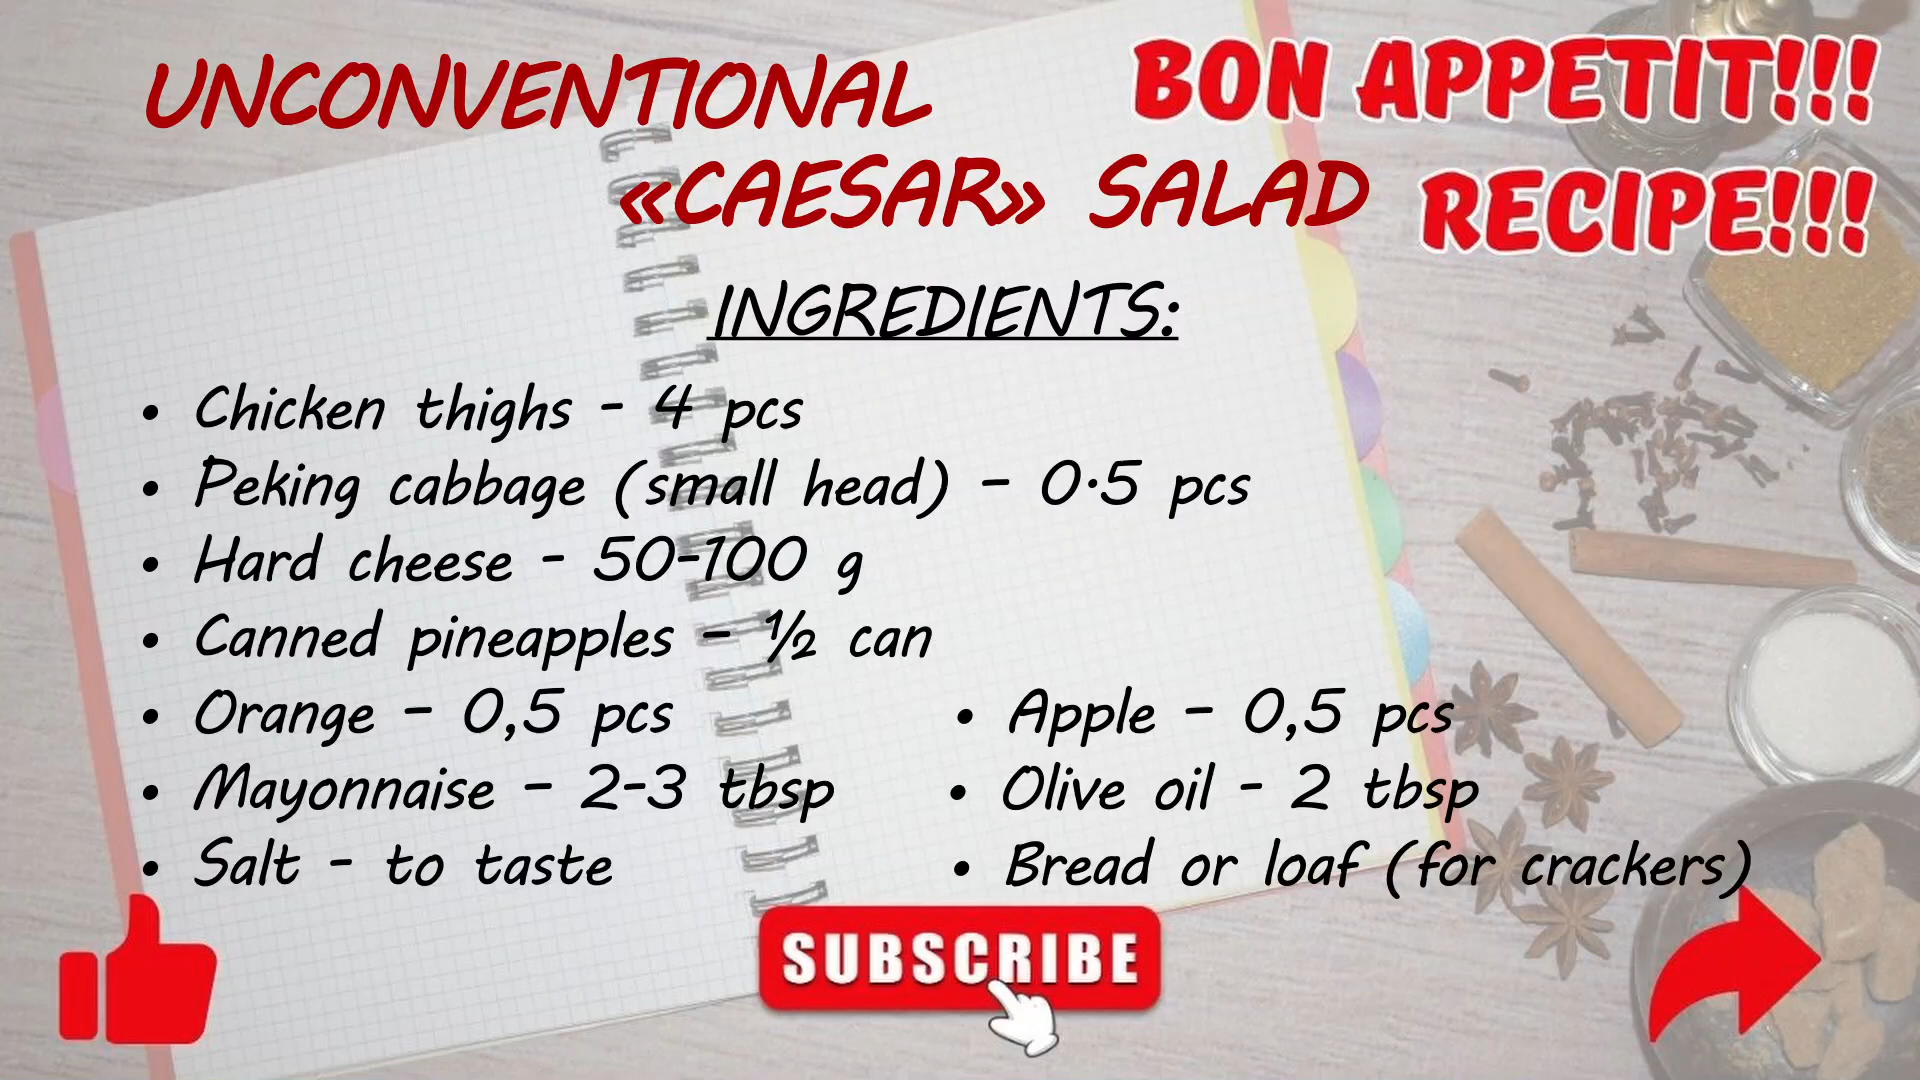 UNCONVENTIONAL
«CAESAR» SALAD
BON APPETIT!!!
RECIPE!!!
INGREDIENTS:
• Chicken thighs - 4 pcs
• Peking cabbage (small head) - 0.5 pcs
• Hard cheese - 50-100 g
• Canned pineapples - ½ can
• Orange - 0,5 pcs
• Apple - 0,5 pcs
• Mayonnaise - 2-3 tbsp
• Olive oil - 2 tbsp
• Salt - to taste
• Bread or loaf (for crackers)
SUBSCRIBE